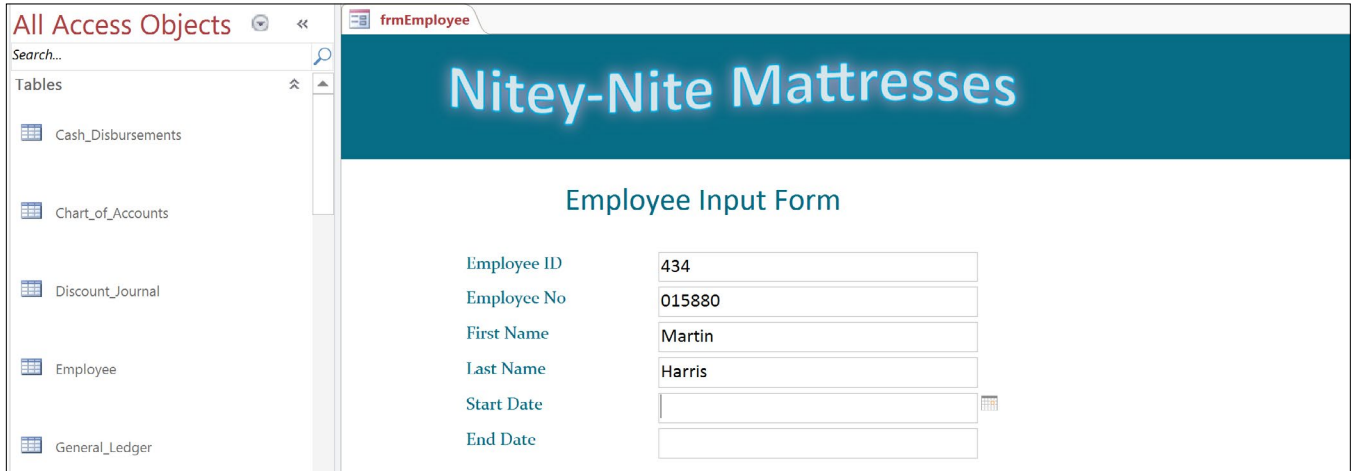 All Access Objects
Search...
Tables
Cash_Disbursements
Chart_of_Accounts
Discount_Journal
Employee
General_Ledger
frmEmployee
Nitey-Nite Mattresses
Employee Input Form
Employee ID 434
Employee No 015880
First Name Martin
Last Name Harris
Start Date
End Date